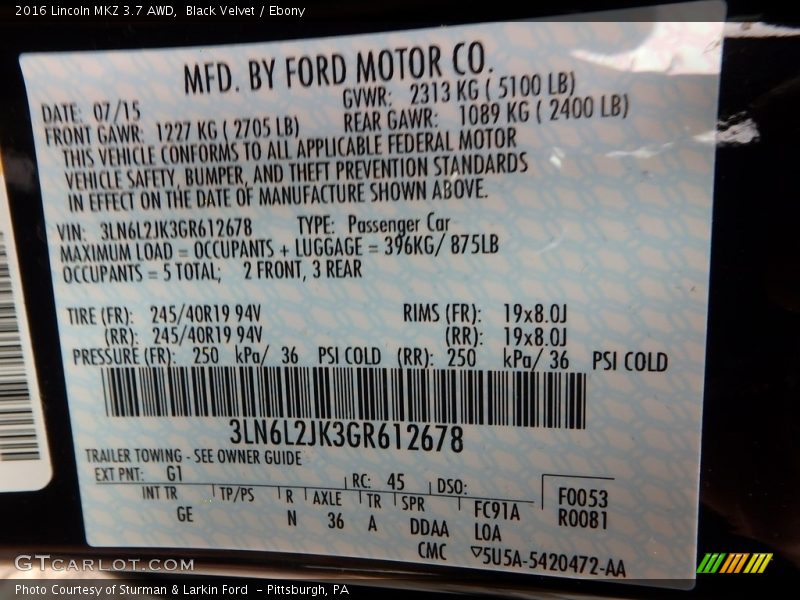 2016 Lincoln MKZ 3.7 AWD, Black Velvet / Ebony
MFD. BY FORD MOTOR CO.
DATE: 07/15 GVWR: 2313 KG ( 5100 LB)
FRONT GAWR: 1227 KG ( 2705 LB) REAR GAWR: 1089 KG ( 2400 LB)
THIS VEHICLE CONFORMS TO ALL APPLICABLE FEDERAL MOTOR
VEHICLE SAFETY, BUMPER, AND THEFT PREVENTION STANDARDS
IN EFFECT ON THE DATE OF MANUFACTURE SHOWN ABOVE.
VIN: 3LN6L2JK3GR612678 TYPE: Passenger Car
MAXIMUM LOAD = OCCUPANTS + LUGGAGE = 396KG/ 875LB
OCCUPANTS = 5 TOTAL; 2 FRONT, 3 REAR
TIRE (FR): 245/40R19 94V RIMS (FR): 19x8.0J
(RR): 245/40R19 94V (RR): 19x8.0J
PRESSURE (FR): 250 kPa/ 36 PSI COLD (RR): 250 kPa/ 36 PSI COLD
3LN6L2JK3GR612678
TRAILER TOWING - SEE OWNER GUIDE
EXT PNT: G1 RC: 45 DSO: F0053
INT TR TP/PS R AXLE TR SPR FC91A R0081
GE N 36 A DDAA LOA
CMC ▽5U5A-5420472-AA
GTCarlot.com
Photo Courtesy of Sturman & Larkin Ford - Pittsburgh, PA